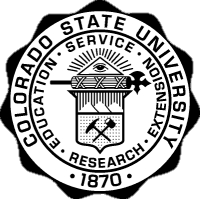 COLORADO STATE UNIVERSITY
EDUCATION · SERVICE · EXTENSION
· RESEARCH ·
· 1870 ·